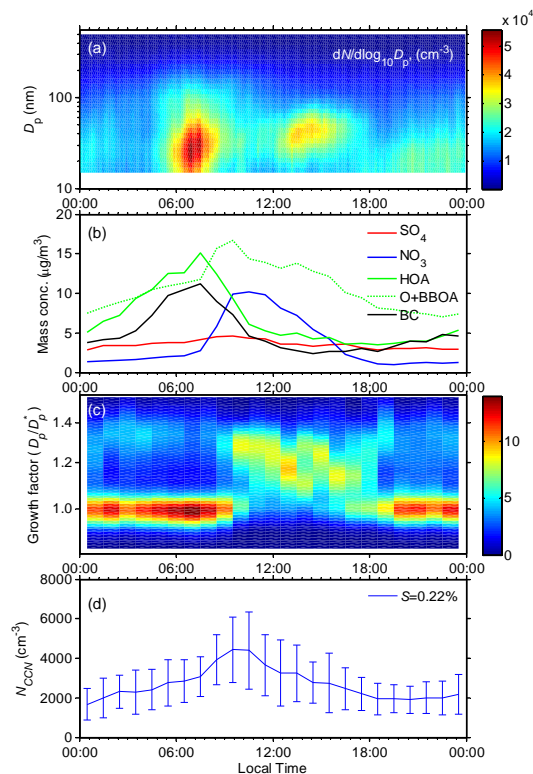 (a)
dN/dlog₁₀Dₚ, (cm⁻³)
x 10⁴
5
4
3
2
1
Dₚ (nm)
100
10
00:00 06:00 12:00 18:00 00:00
(b)
SO₄
NO₃
HOA
O+BBOA
BC
Mass conc. (μg/m³)
20
15
10
5
0
00:00 06:00 12:00 18:00 00:00
(c)
Growth factor (Dₚ/Dₚ*)
1.4
1.2
1.0
10
5
0
00:00 06:00 12:00 18:00 00:00
(d)
S=0.22%
N_CCN (cm⁻³)
8000
6000
4000
2000
0
00:00 06:00 12:00 18:00 00:00
Local Time